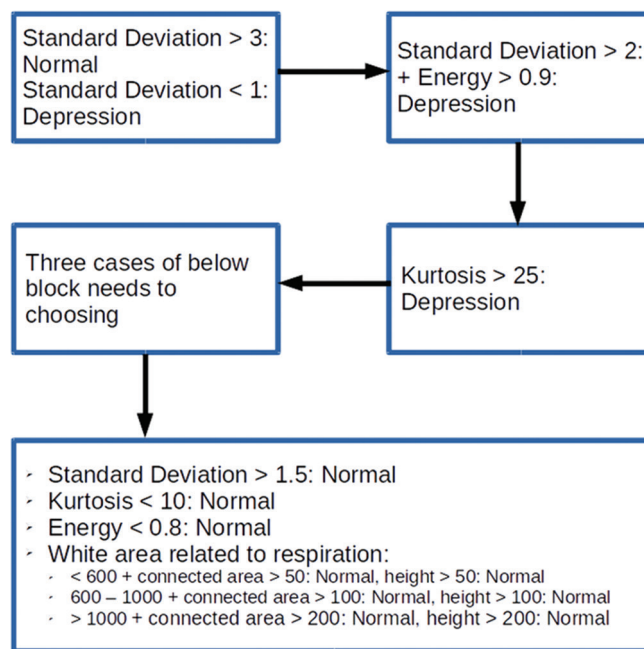 Standard Deviation > 3:
Normal
Standard Deviation < 1:
Depression
Standard Deviation > 2:
+ Energy > 0.9:
Depression
Kurtosis > 25:
Depression
Three cases of below
block needs to
choosing
Standard Deviation > 1.5: Normal
Kurtosis < 10: Normal
Energy < 0.8: Normal
White area related to respiration:
< 600 + connected area > 50: Normal, height > 50: Normal
600 – 1000 + connected area > 100: Normal, height > 100: Normal
> 1000 + connected area > 200: Normal, height > 200: Normal